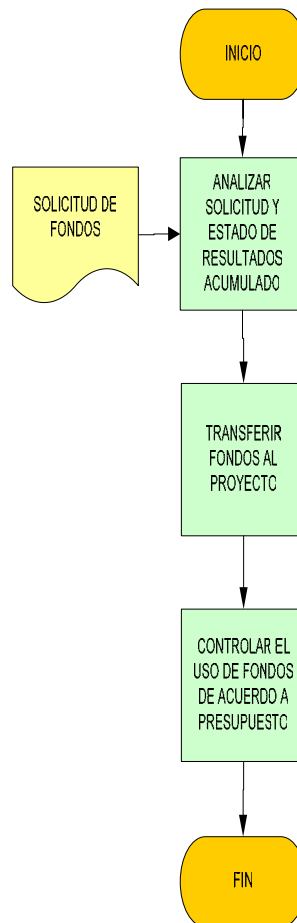 INICIO
SOLICITUD DE
FONDOS
ANALIZAR
SOLICITUD Y
ESTADO DE
RESULTADOS
ACUMULADO
TRANSFERIR
FONDOS AL
PROYECTO
CONTROLAR EL
USO DE FONDOS
DE ACUERDO A
PRESUPUESTO
FIN